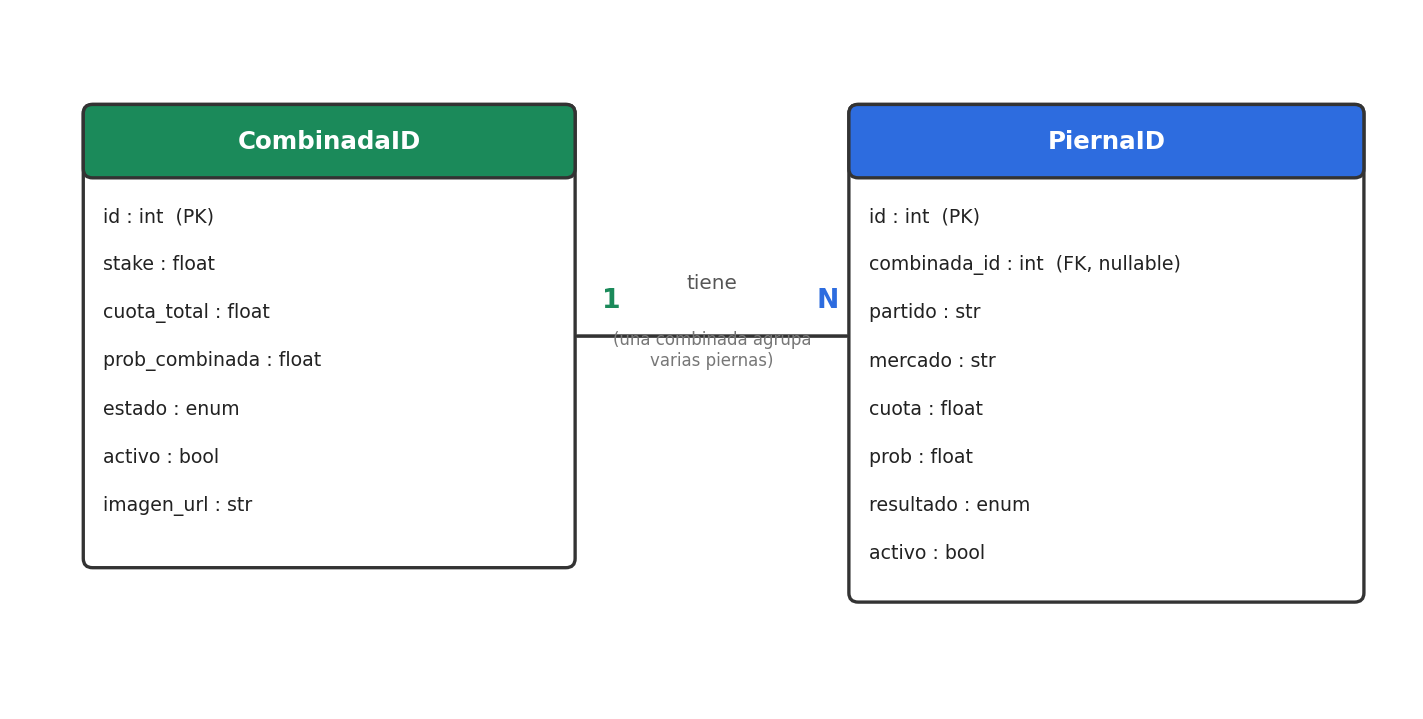 CombinadaID
id : int  (PK)
stake : float
cuota_total : float
prob_combinada : float
estado : enum
activo : bool
imagen_url : str
1
tiene
N
(una combinada agrupa
varias piernas)
PiernaID
id : int  (PK)
combinada_id : int  (FK, nullable)
partido : str
mercado : str
cuota : float
prob : float
resultado : enum
activo : bool